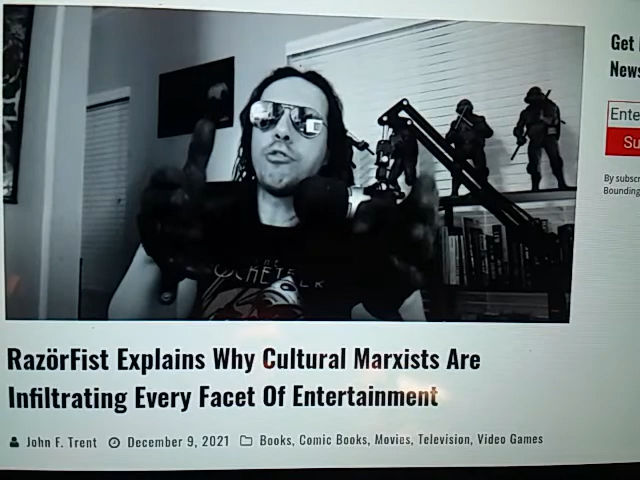 Get
News
Ente
Su
By subscr
Bounding
RazörFist Explains Why Cultural Marxists Are
Infiltrating Every Facet Of Entertainment
John F. Trent December 9, 2021 Books, Comic Books, Movies, Television, Video Games